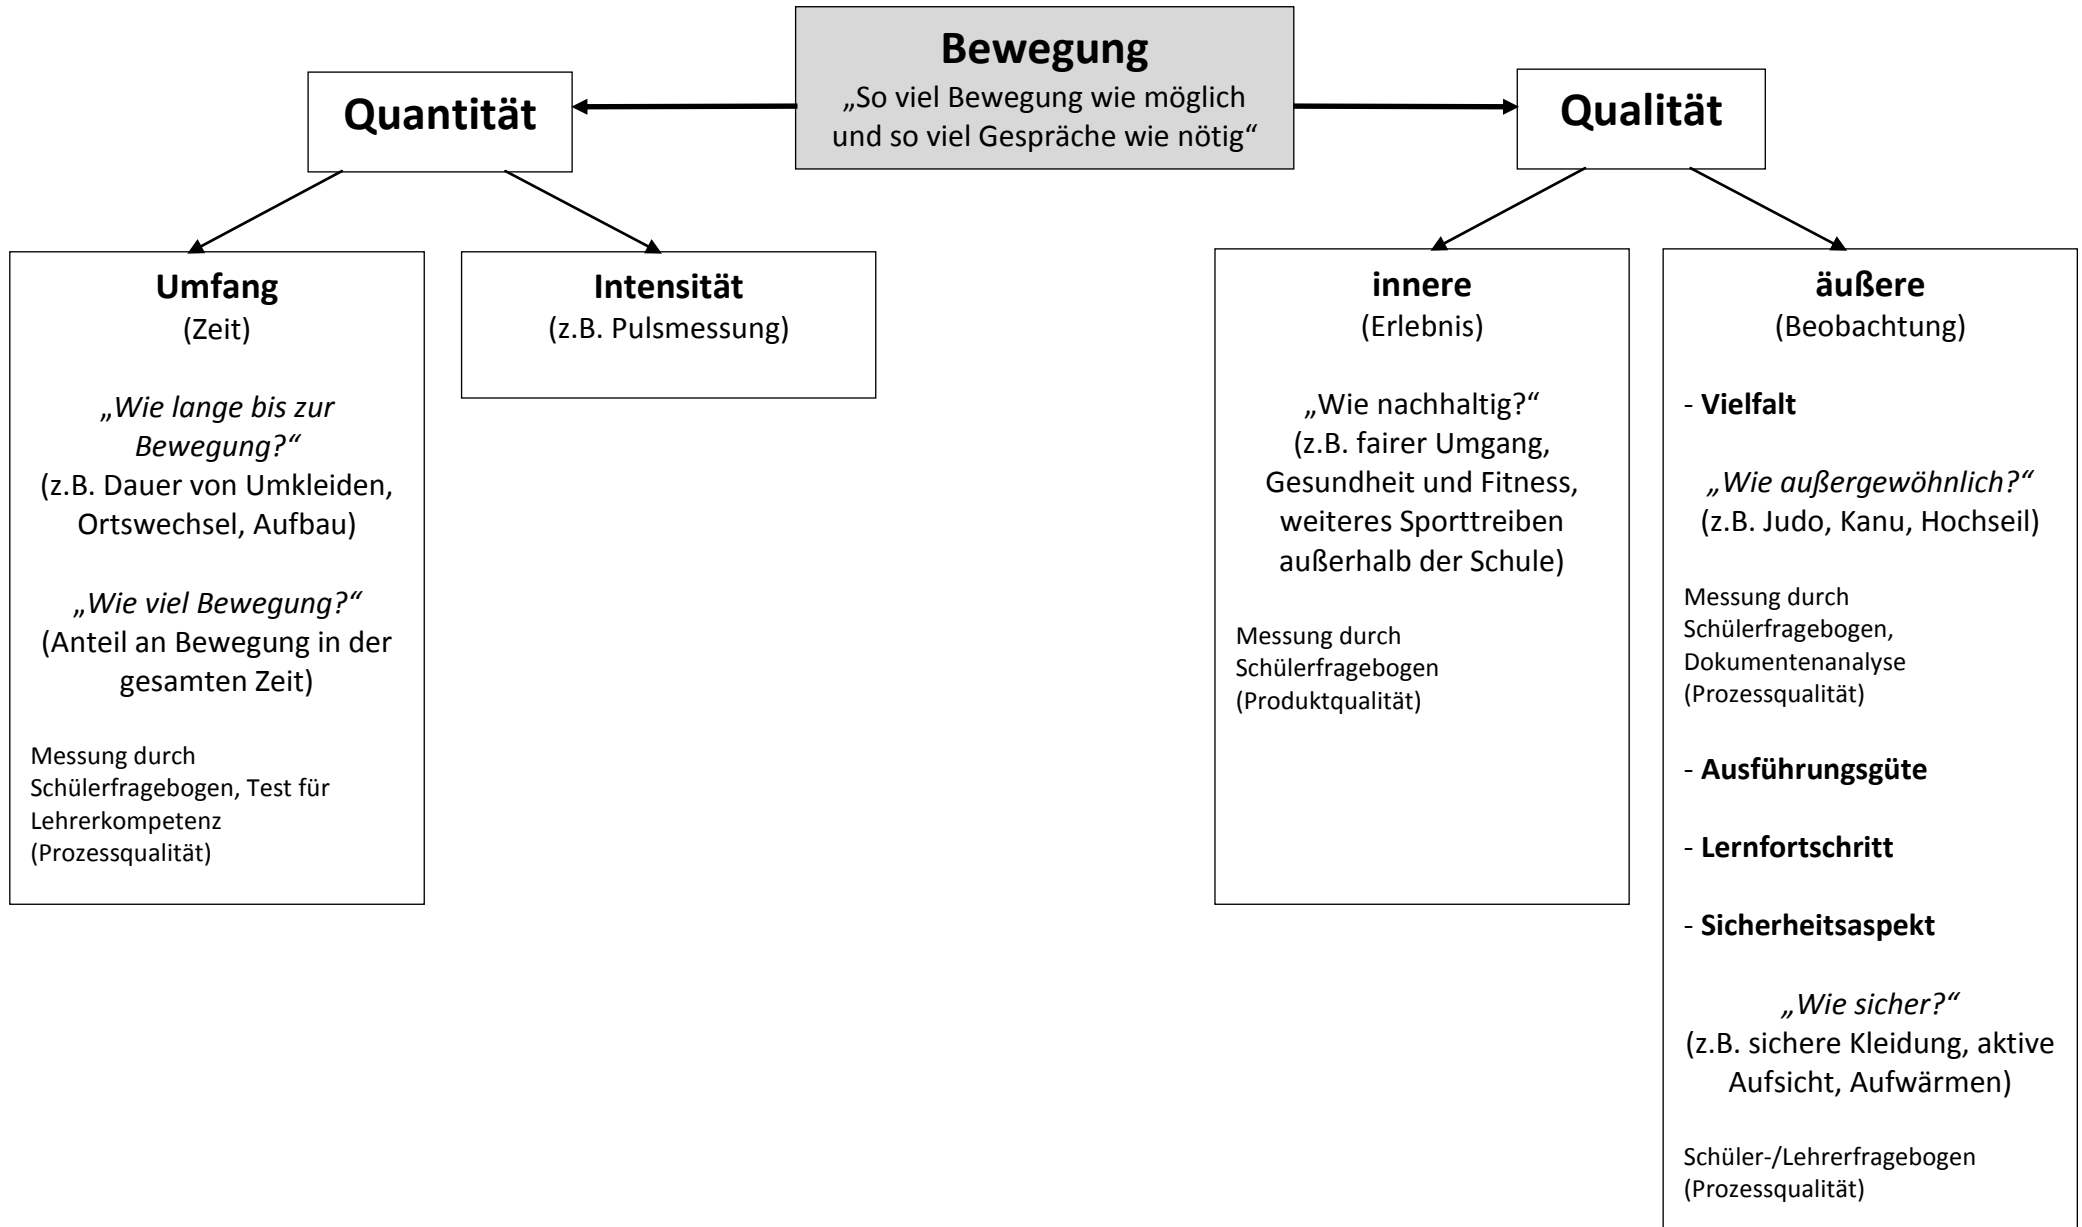 Bewegung
„So viel Bewegung wie möglich
und so viel Gespräche wie nötig“
Quantität
Qualität
Umfang
(Zeit)
„Wie lange bis zur
Bewegung?“
(z.B. Dauer von Umkleiden,
Ortswechsel, Aufbau)
„Wie viel Bewegung?“
(Anteil an Bewegung in der
gesamten Zeit)
Messung durch
Schülerfragebogen, Test für
Lehrerkompetenz
(Prozessqualität)
Intensität
(z.B. Pulsmessung)
innere
(Erlebnis)
„Wie nachhaltig?“
(z.B. fairer Umgang,
Gesundheit und Fitness,
weiteres Sporttreiben
außerhalb der Schule)
Messung durch
Schülerfragebogen
(Produktqualität)
äußere
(Beobachtung)
- Vielfalt
„Wie außergewöhnlich?“
(z.B. Judo, Kanu, Hochseil)
Messung durch
Schülerfragebogen,
Dokumentenanalyse
(Prozessqualität)
- Ausführungsgüte
- Lernfortschritt
- Sicherheitsaspekt
„Wie sicher?“
(z.B. sichere Kleidung, aktive
Aufsicht, Aufwärmen)
Schüler-/Lehrerfragebogen
(Prozessqualität)